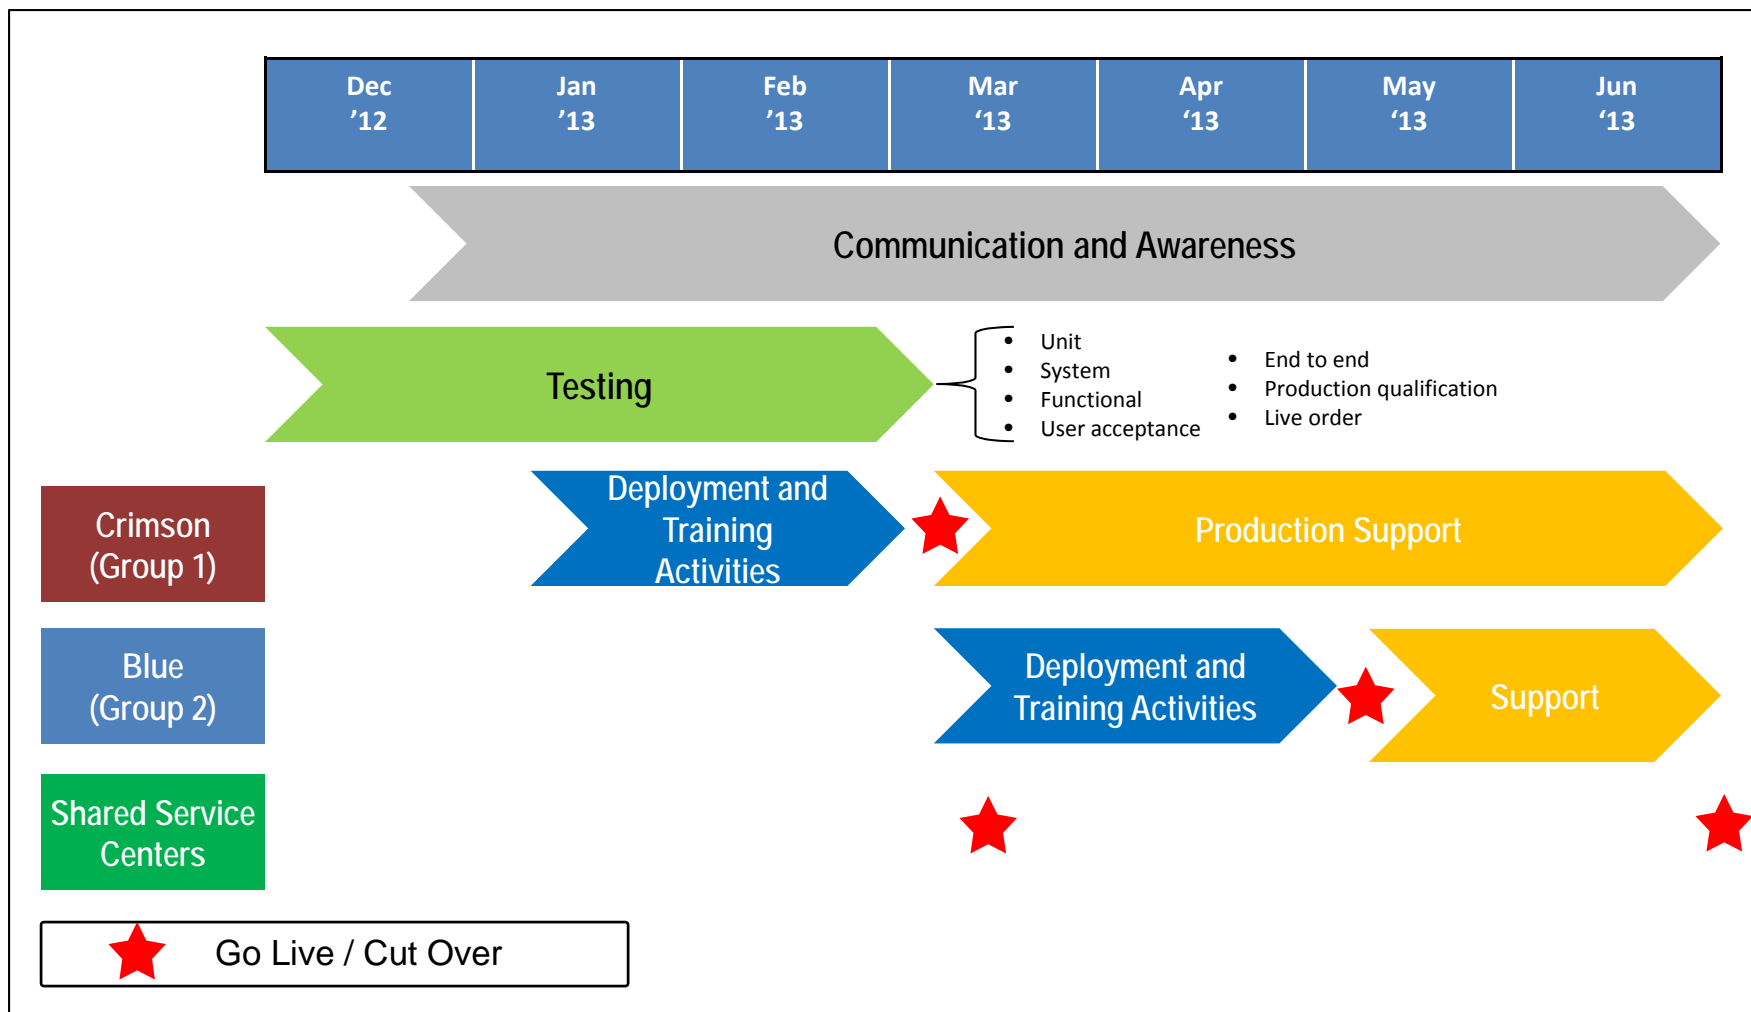 Dec
’12
Jan
’13
Feb
’13
Mar
‘13
Apr
‘13
May
‘13
Jun
‘13
Communication and Awareness
Testing
• Unit
• System
• Functional
• User acceptance
• End to end
• Production qualification
• Live order
Crimson
(Group 1)
Deployment and
Training
Activities
Production Support
Blue
(Group 2)
Deployment and
Training Activities
Support
Shared Service
Centers
Go Live / Cut Over